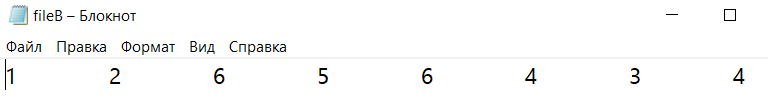 fileB – Блокнот
Файл Правка Формат Вид Справка
1 2 6 5 6 4 3 4